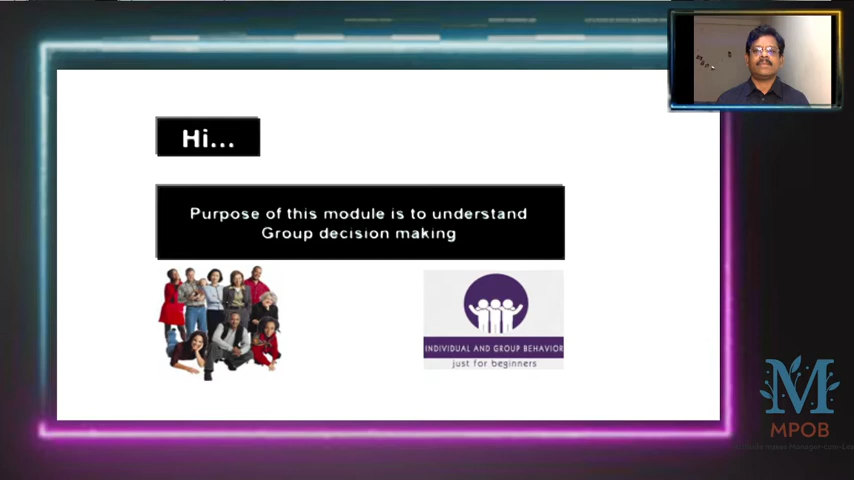 Hi...
Purpose of this module is to understand
Group decision making
INDIVIDUAL AND GROUP BEHAVIOR
just for beginners
M
MPOB